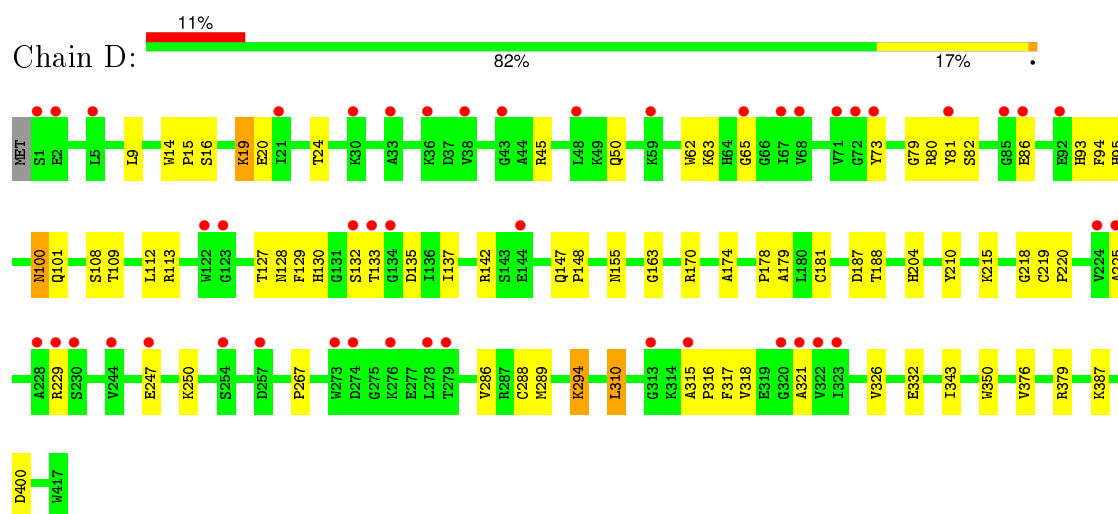 11%
Chain D:
82% 17% •
MET S1 E2 L5 L9 W14 P15 S16 K19 E20 I21 I24 K30 A33 K36 D37 V38 G43 A44 R45 L48 K49 Q50 K59 W62 K63 H64 G65 G66 I67 V68 V71 G72 Y73 G79 R80 Y81 S82 G85 E86 E92 H93 F94 H95
N100 Q101 S108 T109 L112 R113 W122 G123 T127 N128 F129 H130 G131 S132 T133 G134 D135 I136 I137 R142 S143 E144 Q147 P148 N155 G163 R170 A174 P178 A179 L180 C181 D187 T188 H204 Y210 K215 G218 C219 P220 V224 A225
A228 R229 S230 V244 E247 K250 S254 D257 P267 W273 D274 G275 K276 E277 L278 T279 V286 R287 C288 M289 K294 L310 G313 K314 A315 P316 F317 V318 E319 G320 A321 V322 I323 V326 E332 I343 W350 V376 R379 K387
D400 W417